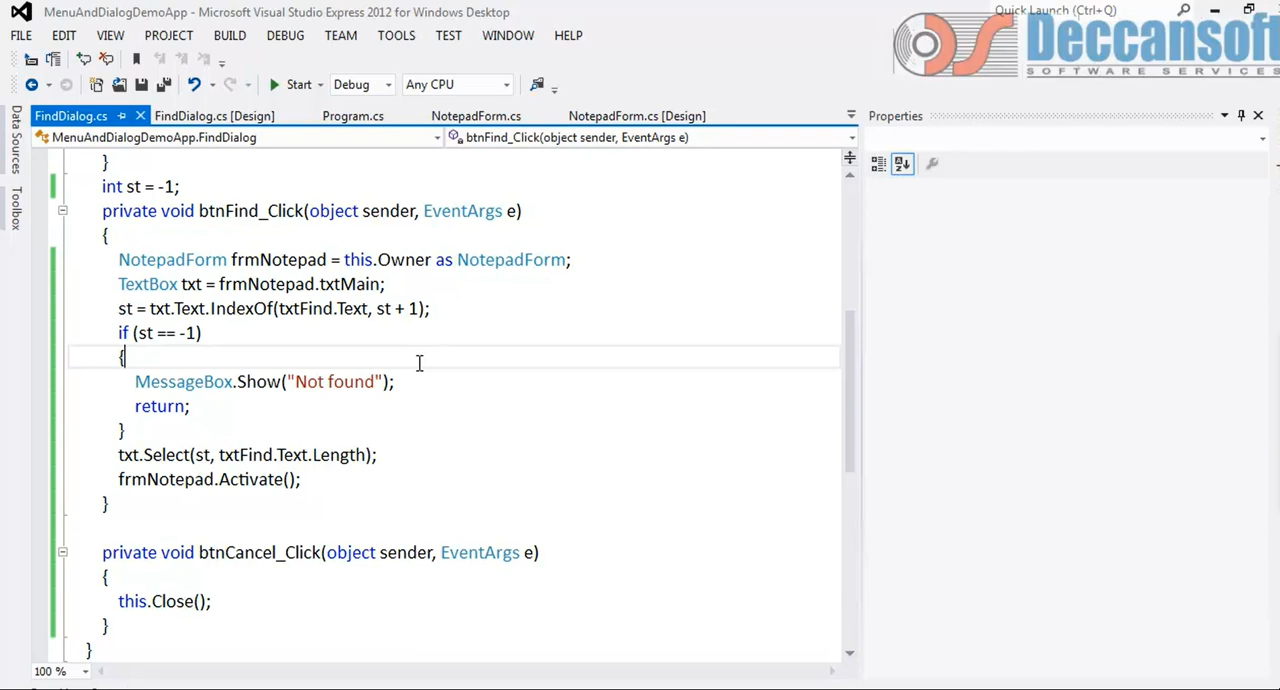 MenuAndDialogDemoApp - Microsoft Visual Studio Express 2012 for Windows Desktop
Quick Launch (Ctrl+Q)
FILE EDIT VIEW PROJECT BUILD DEBUG TEAM TOOLS TEST WINDOW HELP
DS Deccansoft
SOFTWARE SERVICES
Start Debug Any CPU
Data Sources
Toolbox
FindDialog.cs FindDialog.cs [Design] Program.cs NotepadForm.cs NotepadForm.cs [Design]
Properties
MenuAndDialogDemoApp.FindDialog btnFind_Click(object sender, EventArgs e)
}
int st = -1;
private void btnFind_Click(object sender, EventArgs e)
{
NotepadForm frmNotepad = this.Owner as NotepadForm;
TextBox txt = frmNotepad.txtMain;
st = txt.Text.IndexOf(txtFind.Text, st + 1);
if (st == -1)
{
MessageBox.Show("Not found");
return;
}
txt.Select(st, txtFind.Text.Length);
frmNotepad.Activate();
}
private void btnCancel_Click(object sender, EventArgs e)
{
this.Close();
}
}
100 %